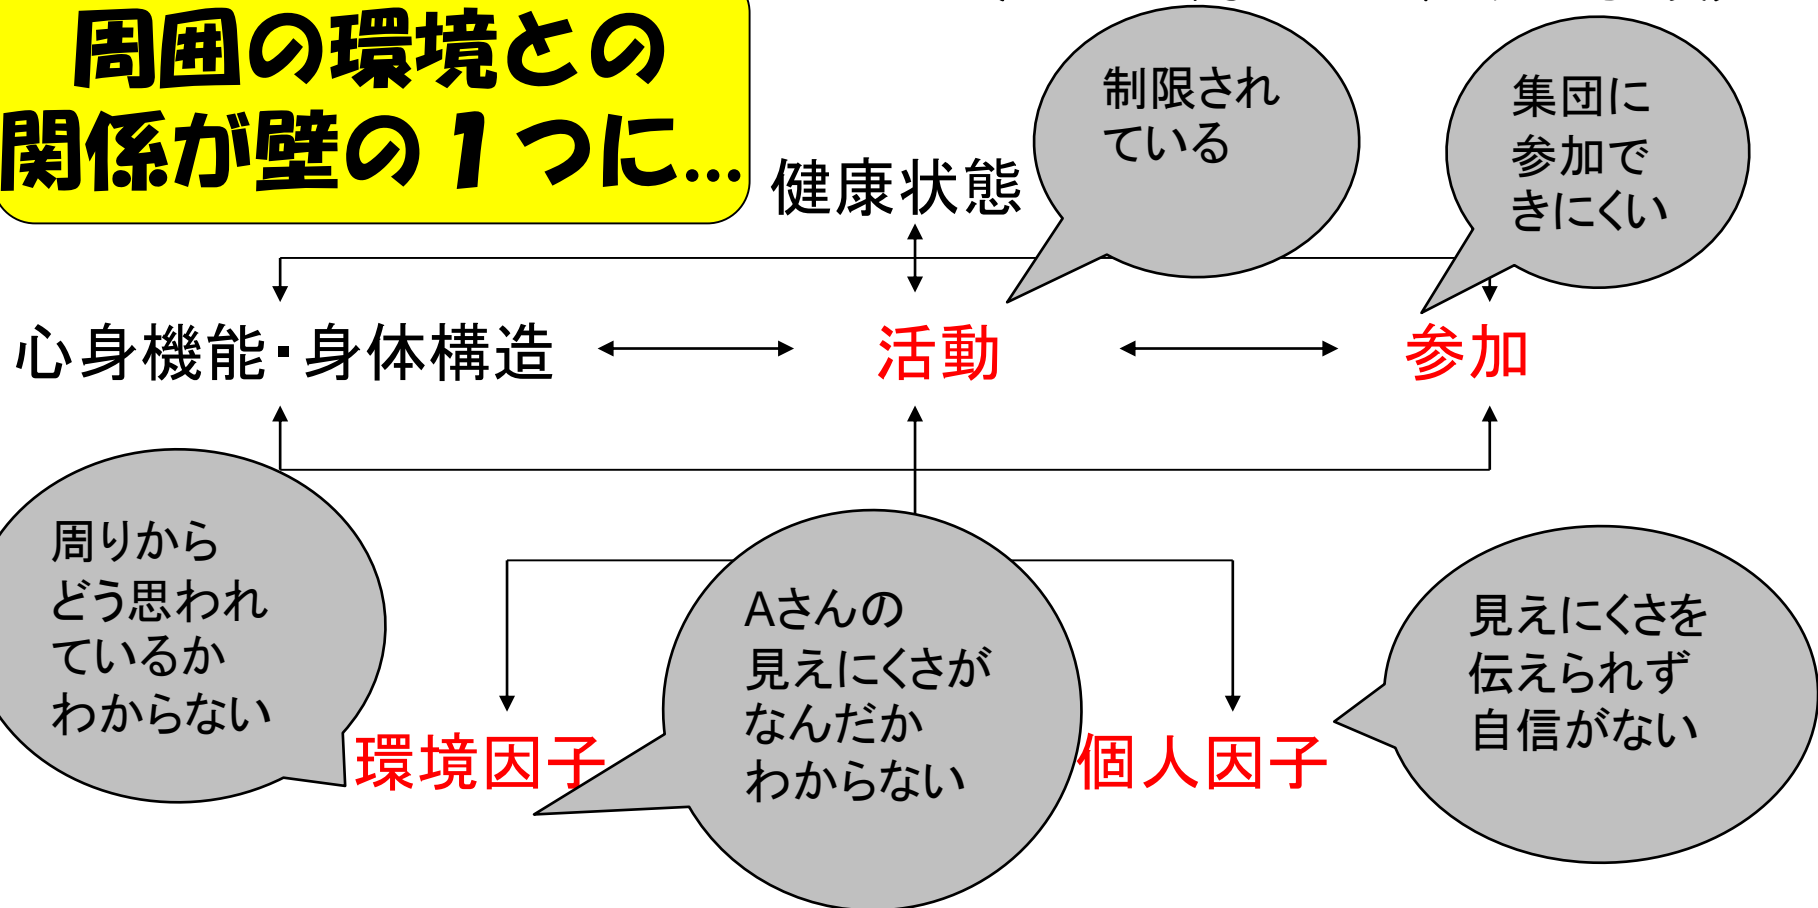 周囲の環境との
関係が壁の１つに…
制限され
ている
集団に
参加で
きにくい
健康状態
心身機能・身体構造
活動
参加
周りから
どう思われ
ているか
わからない
Aさんの
見えにくさが
なんだか
わからない
見えにくさを
伝えられず
自信がない
環境因子
個人因子